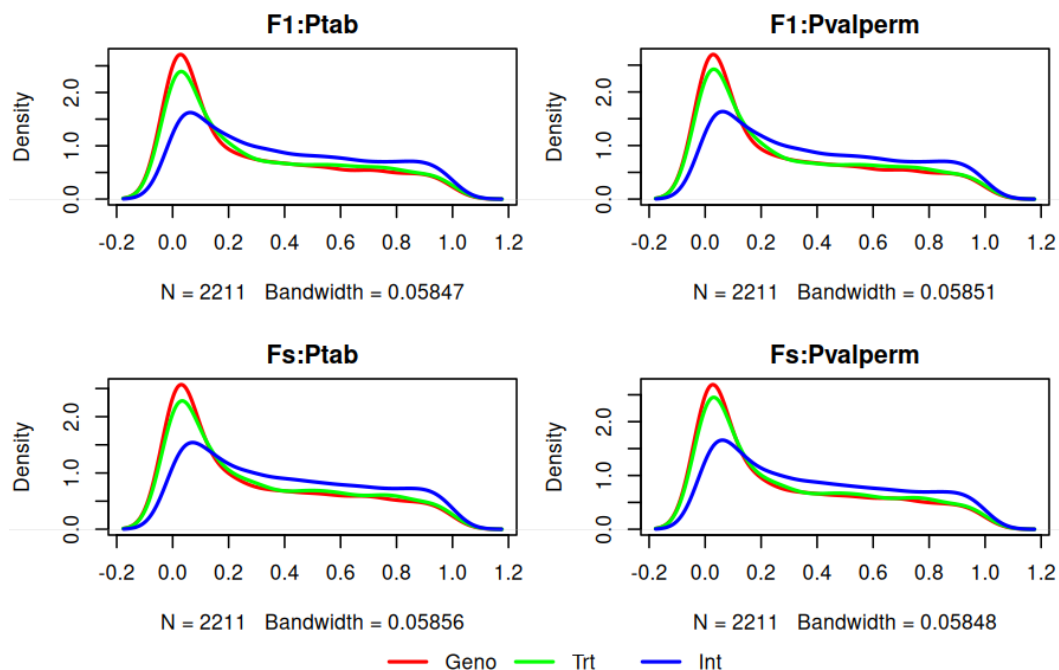 F1:Ptab
Density
0.0 1.0 2.0
-0.2 0.0 0.2 0.4 0.6 0.8 1.0 1.2
N = 2211 Bandwidth = 0.05847
F1:Pvalperm
Density
0.0 1.0 2.0
-0.2 0.0 0.2 0.4 0.6 0.8 1.0 1.2
N = 2211 Bandwidth = 0.05851
Fs:Ptab
Density
0.0 1.0 2.0
-0.2 0.0 0.2 0.4 0.6 0.8 1.0 1.2
N = 2211 Bandwidth = 0.05856
Fs:Pvalperm
Density
0.0 1.0 2.0
-0.2 0.0 0.2 0.4 0.6 0.8 1.0 1.2
N = 2211 Bandwidth = 0.05848
Geno Trt Int